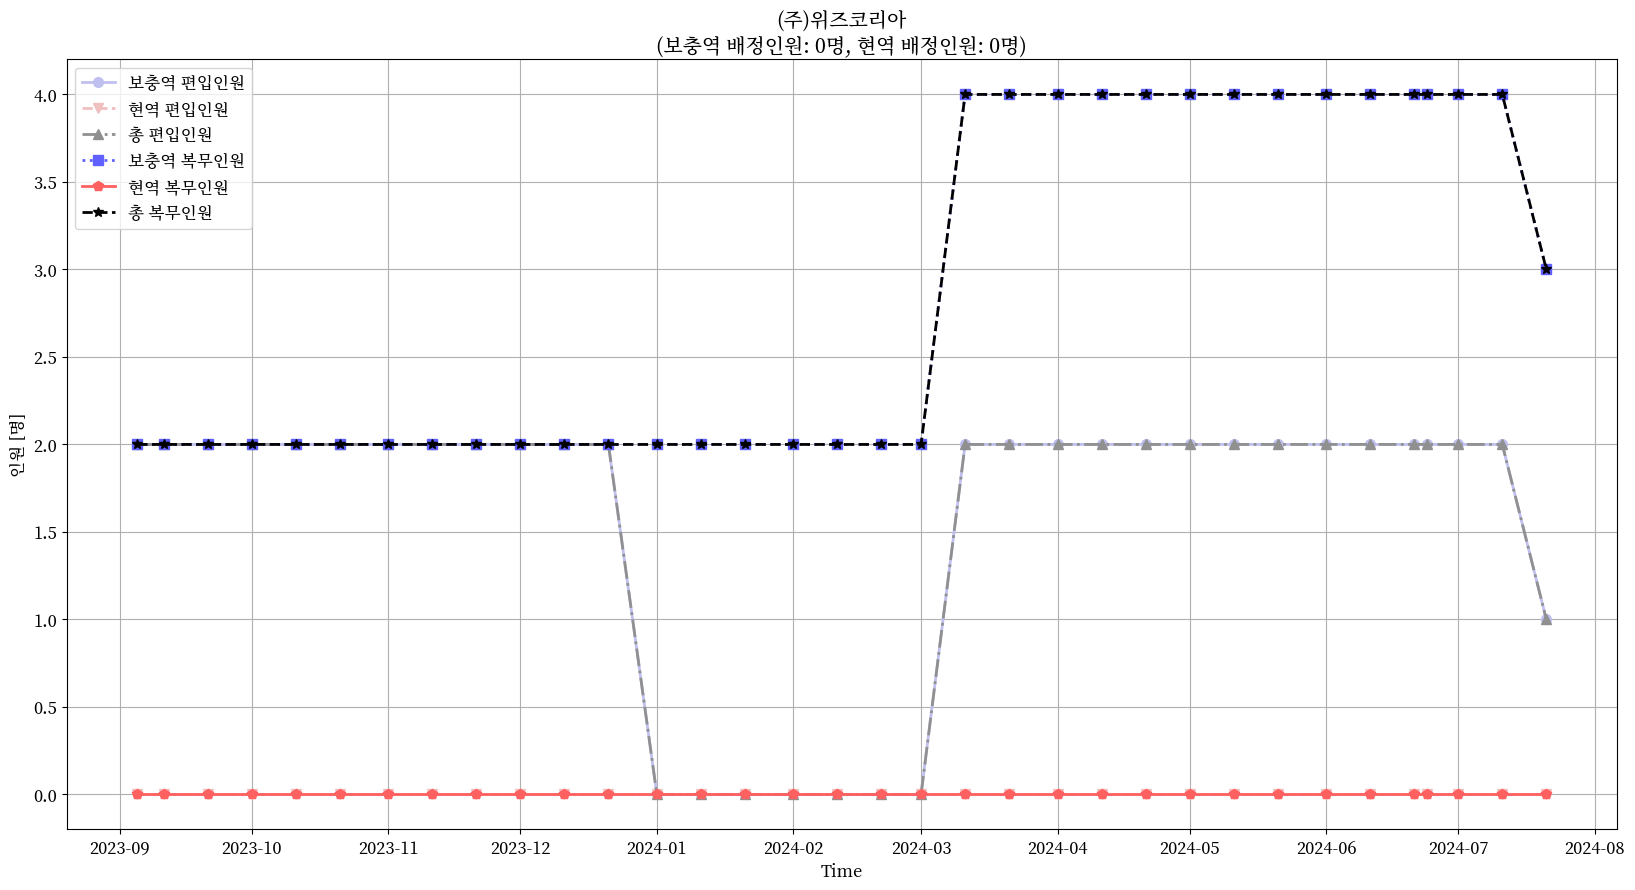 (주)위즈코리아
(보충역 배정인원: 0명, 현역 배정인원: 0명)
보충역 편입인원
현역 편입인원
총 편입인원
보충역 복무인원
현역 복무인원
총 복무인원
4.0
3.5
3.0
2.5
2.0
1.5
1.0
0.5
0.0
인원 [명]
2023-09 2023-10 2023-11 2023-12 2024-01 2024-02 2024-03 2024-04 2024-05 2024-06 2024-07 2024-08
Time